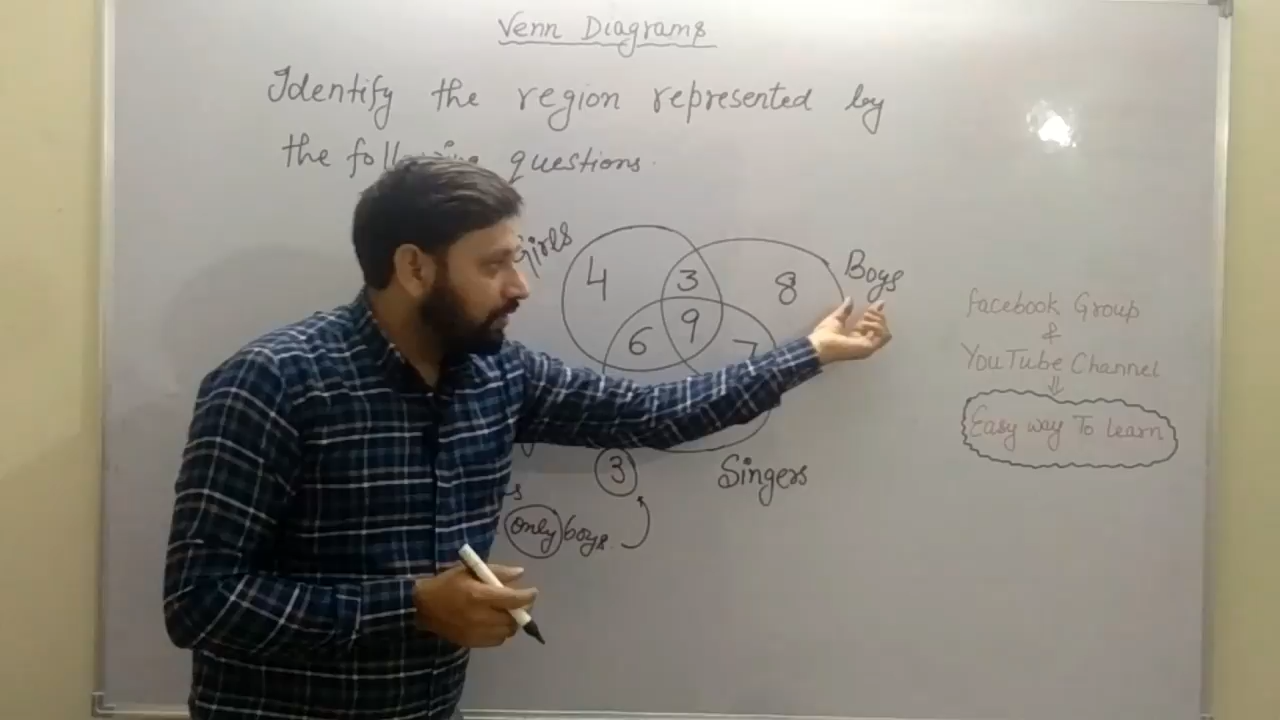 Venn Diagrams
Identify the region represented by
the following questions.
Girls
Boys
4
3
8
6
9
7
3
Singers
only boys.
Facebook Group
&
YouTube Channel
⇓
Easy way To Learn